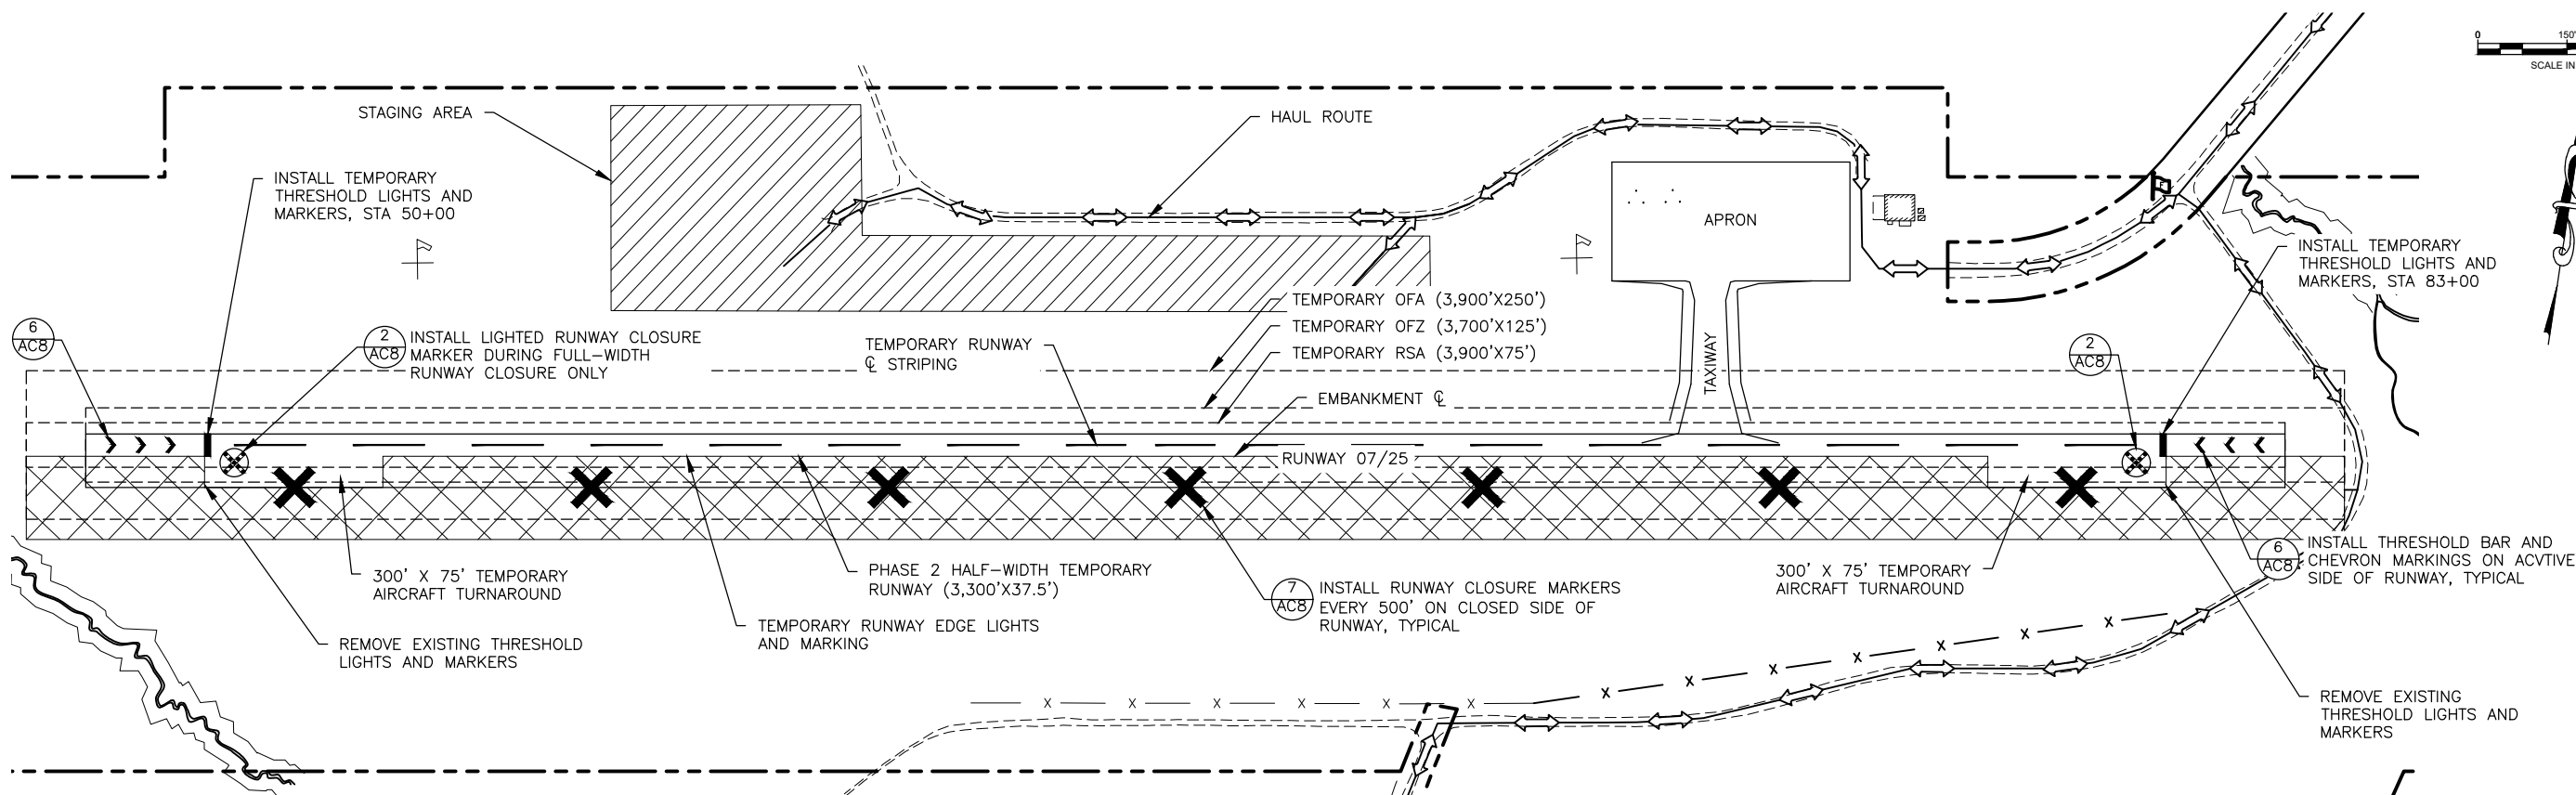 0 150'
SCALE IN
STAGING AREA
HAUL ROUTE
INSTALL TEMPORARY
THRESHOLD LIGHTS AND
MARKERS, STA 50+00
APRON
INSTALL TEMPORARY
THRESHOLD LIGHTS AND
MARKERS, STA 83+00
TEMPORARY OFA (3,900'X250')
TEMPORARY OFZ (3,700'X125')
TEMPORARY RSA (3,900'X75')
6
AC8
2
AC8
INSTALL LIGHTED RUNWAY CLOSURE
MARKER DURING FULL-WIDTH
RUNWAY CLOSURE ONLY
TEMPORARY RUNWAY
℄ STRIPING
TAXIWAY
2
AC8
EMBANKMENT ℄
RUNWAY 07/25
300' X 75' TEMPORARY
AIRCRAFT TURNAROUND
PHASE 2 HALF-WIDTH TEMPORARY
RUNWAY (3,300'X37.5')
7
AC8
INSTALL RUNWAY CLOSURE MARKERS
EVERY 500' ON CLOSED SIDE OF
RUNWAY, TYPICAL
300' X 75' TEMPORARY
AIRCRAFT TURNAROUND
6
AC8
INSTALL THRESHOLD BAR AND
CHEVRON MARKINGS ON ACVTIVE
SIDE OF RUNWAY, TYPICAL
REMOVE EXISTING THRESHOLD
LIGHTS AND MARKERS
TEMPORARY RUNWAY EDGE LIGHTS
AND MARKING
REMOVE EXISTING
THRESHOLD LIGHTS AND
MARKERS